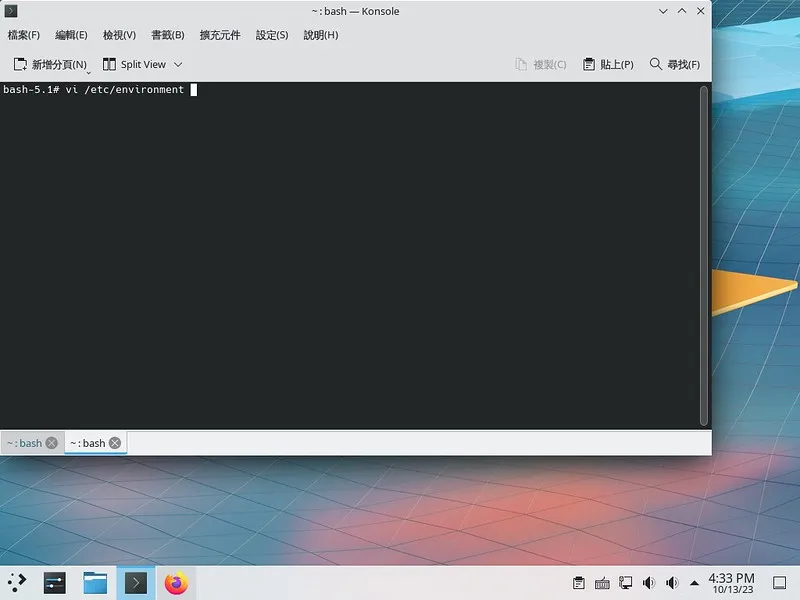 ~ : bash — Konsole
檔案(F) 編輯(E) 檢視(V) 書籤(B) 擴充元件 設定(S) 說明(H)
新增分頁(N) Split View 複製(C) 貼上(P) 尋找(F)
bash-5.1# vi /etc/environment
~ : bash ~ : bash
4:33 PM
10/13/23